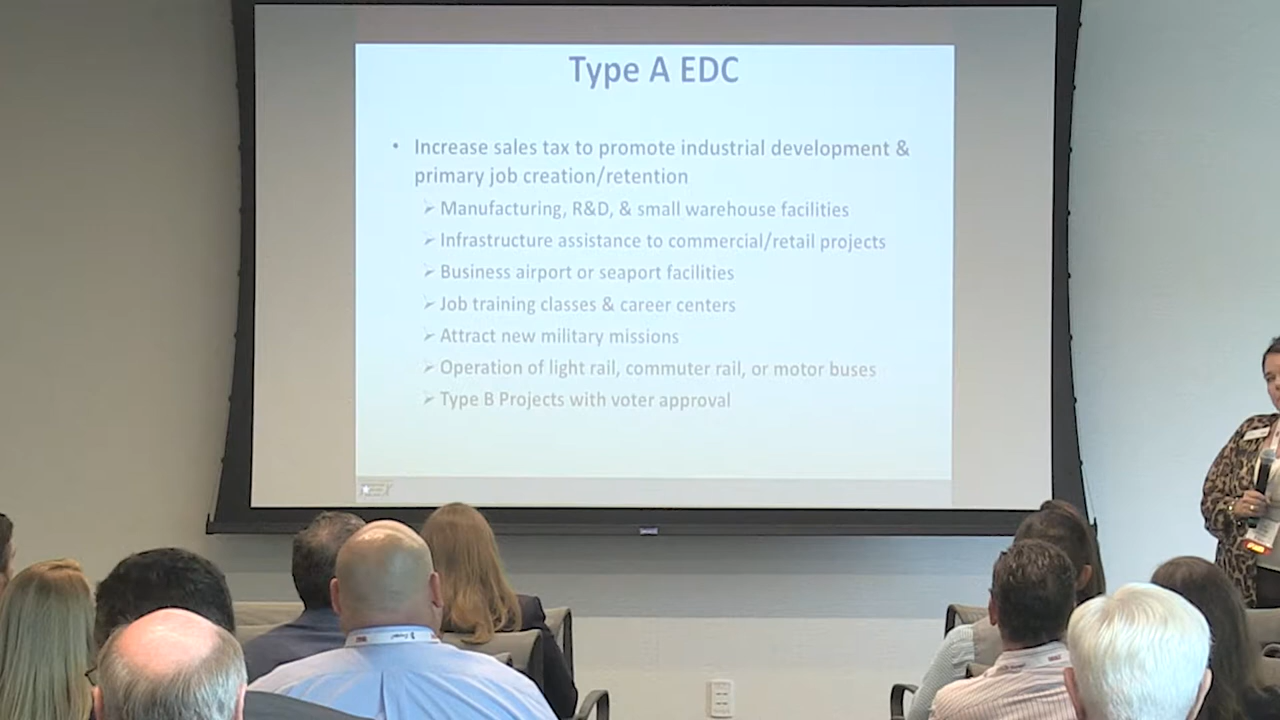 Type A EDC
• Increase sales tax to promote industrial development &
primary job creation/retention
➢ Manufacturing, R&D, & small warehouse facilities
➢ Infrastructure assistance to commercial/retail projects
➢ Business airport or seaport facilities
➢ Job training classes & career centers
➢ Attract new military missions
➢ Operation of light rail, commuter rail, or motor buses
➢ Type B Projects with voter approval